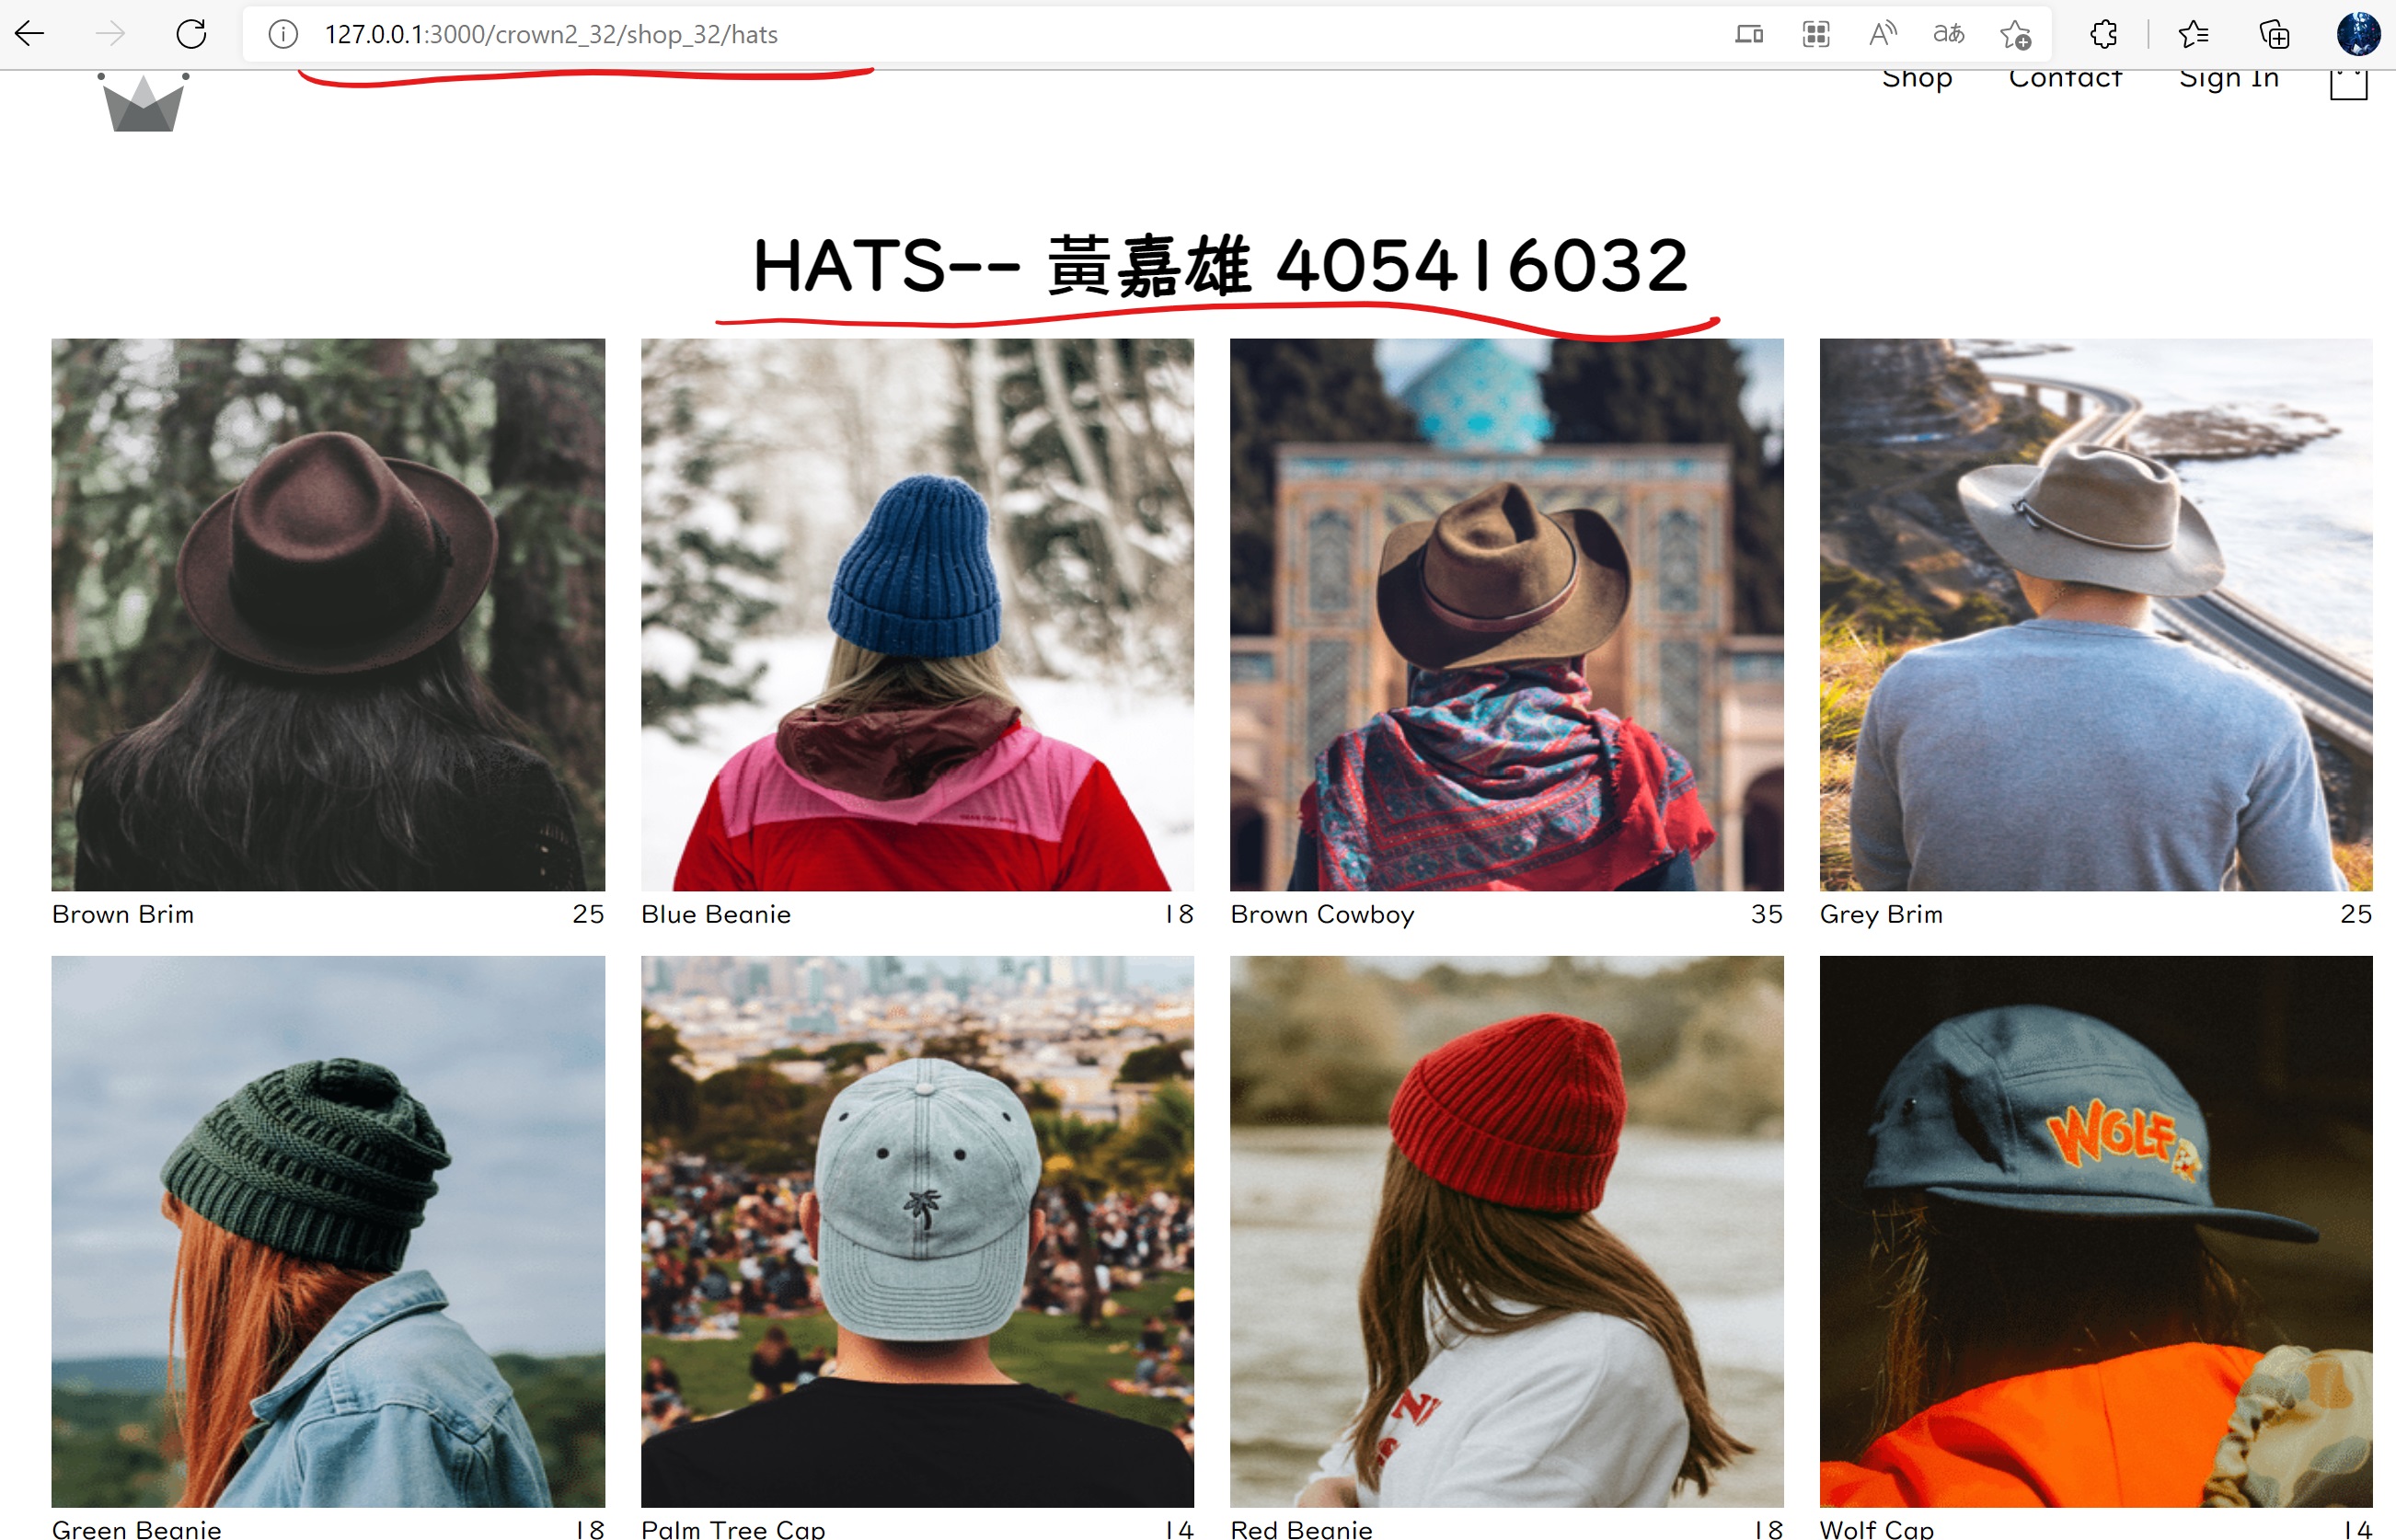 127.0.0.1:3000/crown2_32/shop_32/hats
Shop Contact Sign In
HATS-- 黃嘉雄 405416032
Brown Brim 25
Blue Beanie 18
Brown Cowboy 35
Grey Brim 25
WOLF
Green Beanie 18
Palm Tree Cap 14
Red Beanie 18
Wolf Cap 14